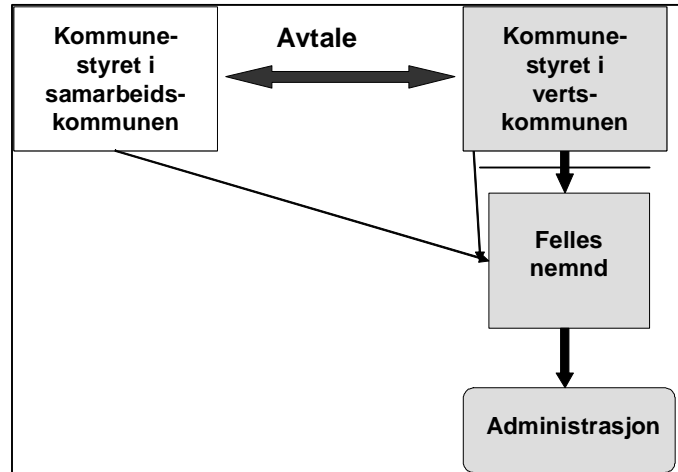 Kommune-
styret i
samarbeids-
kommunen
Avtale
Kommune-
styret i
verts-
kommunen
Felles
nemnd
Administrasjon